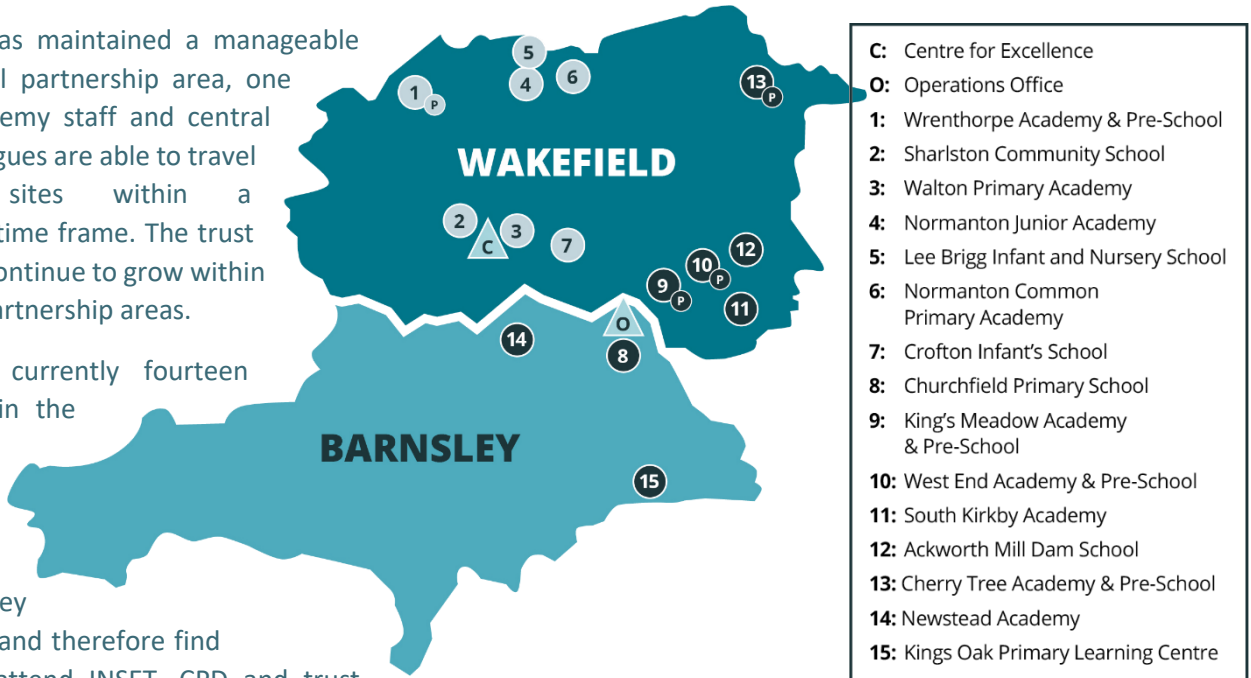 as maintained a manageable
partnership area, one
emy staff and central
gues are able to travel
sites within a
time frame. The trust
ontinue to grow within
artnership areas.
currently fourteen
in the
ey
and therefore find
attend INSET, CPD and trust
WAKEFIELD
BARNSLEY
1
P
5
4
6
13
P
2
C
3
7
12
10
P
9
P
11
O
14
8
15
C: Centre for Excellence
O: Operations Office
1: Wrenthorpe Academy & Pre-School
2: Sharlston Community School
3: Walton Primary Academy
4: Normanton Junior Academy
5: Lee Brigg Infant and Nursery School
6: Normanton Common
Primary Academy
7: Crofton Infant’s School
8: Churchfield Primary School
9: King’s Meadow Academy
& Pre-School
10: West End Academy & Pre-School
11: South Kirkby Academy
12: Ackworth Mill Dam School
13: Cherry Tree Academy & Pre-School
14: Newstead Academy
15: Kings Oak Primary Learning Centre